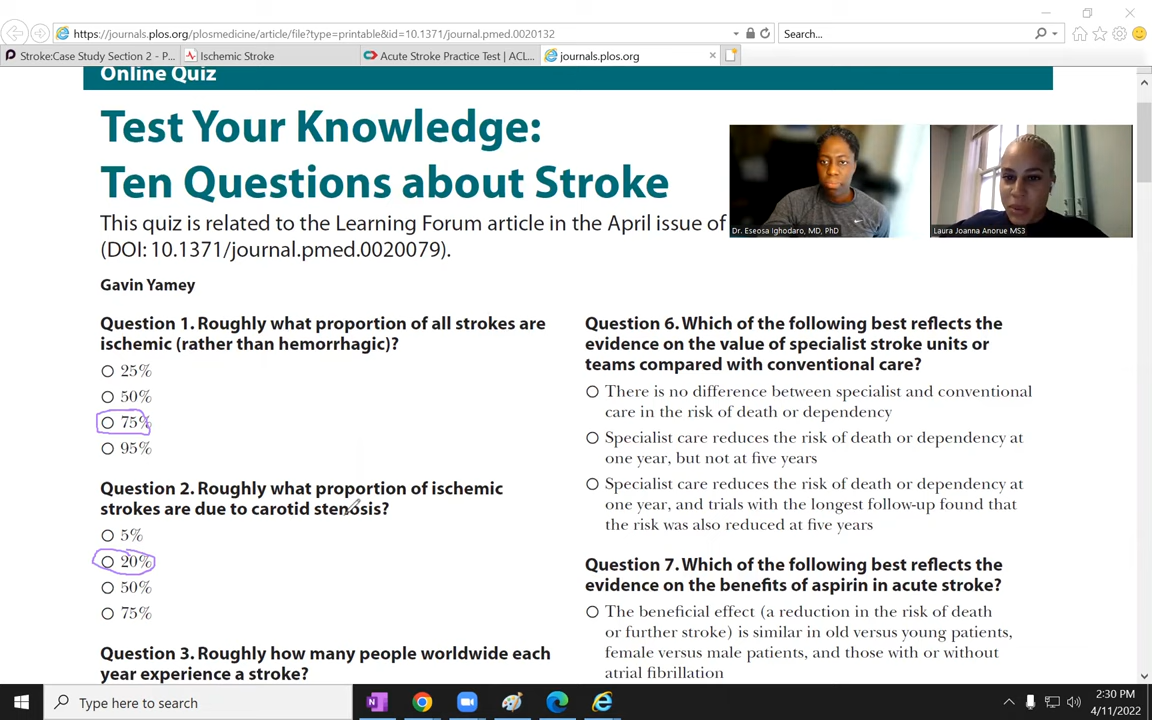 https://journals.plos.org/plosmedicine/article/file?type=printable&id=10.1371/journal.pmed.0020132
Search...
Stroke:Case Study Section 2 - P...
Ischemic Stroke
Acute Stroke Practice Test | ACL...
journals.plos.org
Online Quiz
Test Your Knowledge:
Ten Questions about Stroke
This quiz is related to the Learning Forum article in the April issue of
(DOI: 10.1371/journal.pmed.0020079).
Dr. Eseosa Ighodaro, MD, PhD
Laura Joanna Anorue MS3
Gavin Yamey
Question 1. Roughly what proportion of all strokes are
ischemic (rather than hemorrhagic)?
25%
50%
75%
95%
Question 2. Roughly what proportion of ischemic
strokes are due to carotid stenosis?
5%
20%
50%
75%
Question 3. Roughly how many people worldwide each
year experience a stroke?
Question 6. Which of the following best reflects the
evidence on the value of specialist stroke units or
teams compared with conventional care?
There is no difference between specialist and conventional
care in the risk of death or dependency
Specialist care reduces the risk of death or dependency at
one year, but not at five years
Specialist care reduces the risk of death or dependency at
one year, and trials with the longest follow-up found that
the risk was also reduced at five years
Question 7. Which of the following best reflects the
evidence on the benefits of aspirin in acute stroke?
The beneficial effect (a reduction in the risk of death
or further stroke) is similar in old versus young patients,
female versus male patients, and those with or without
atrial fibrillation
Type here to search
2:30 PM
4/11/2022